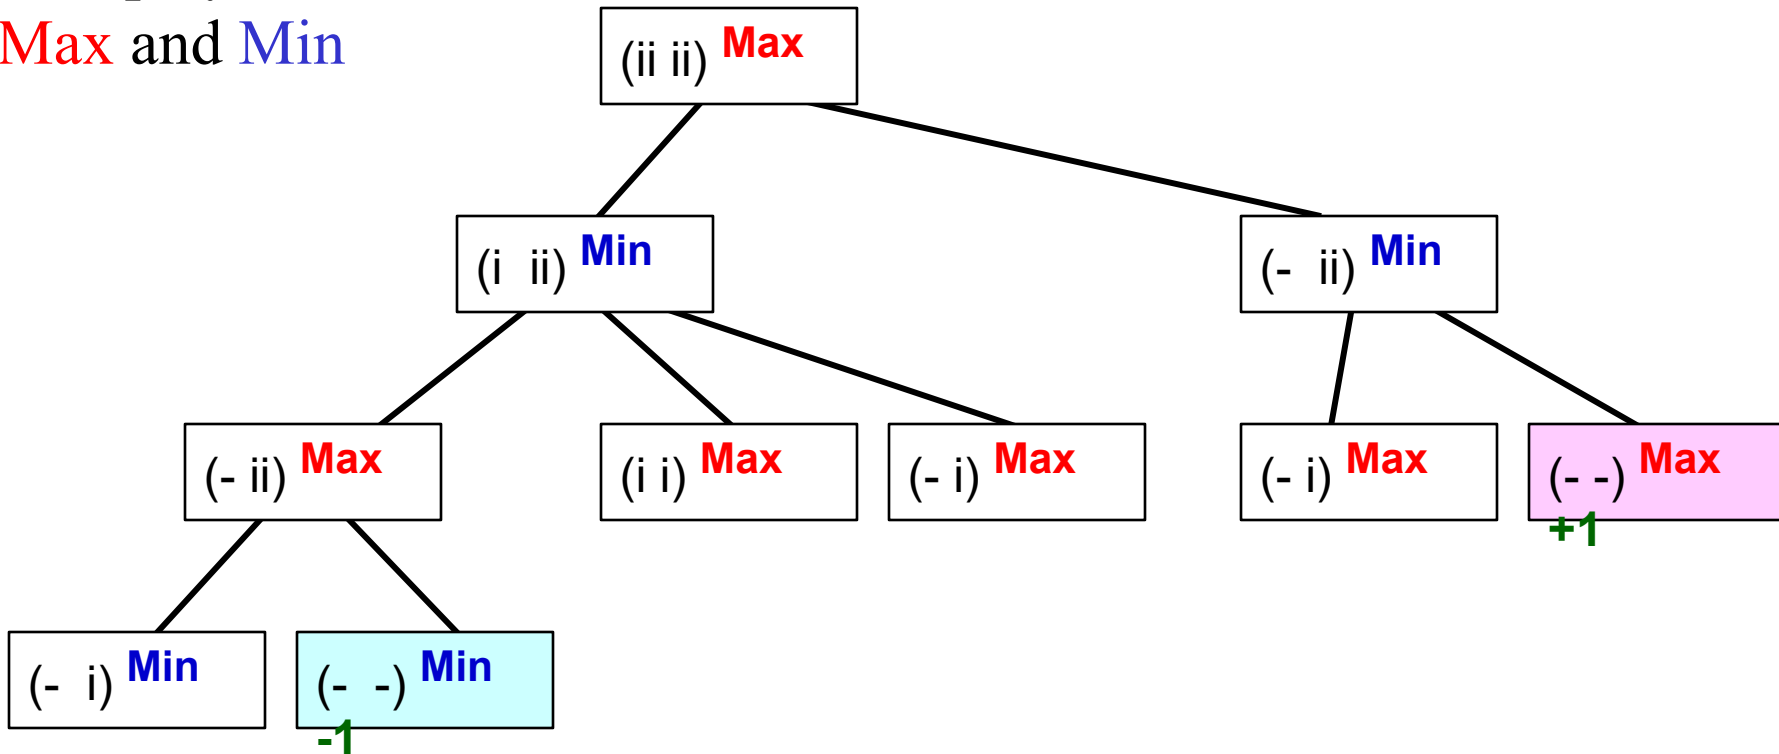 Max and Min
(ii ii) Max
(i ii) Min
(- ii) Min
(- ii) Max
(i i) Max
(- i) Max
(- i) Max
(- -) Max
+1
(- i) Min
(- -) Min
-1